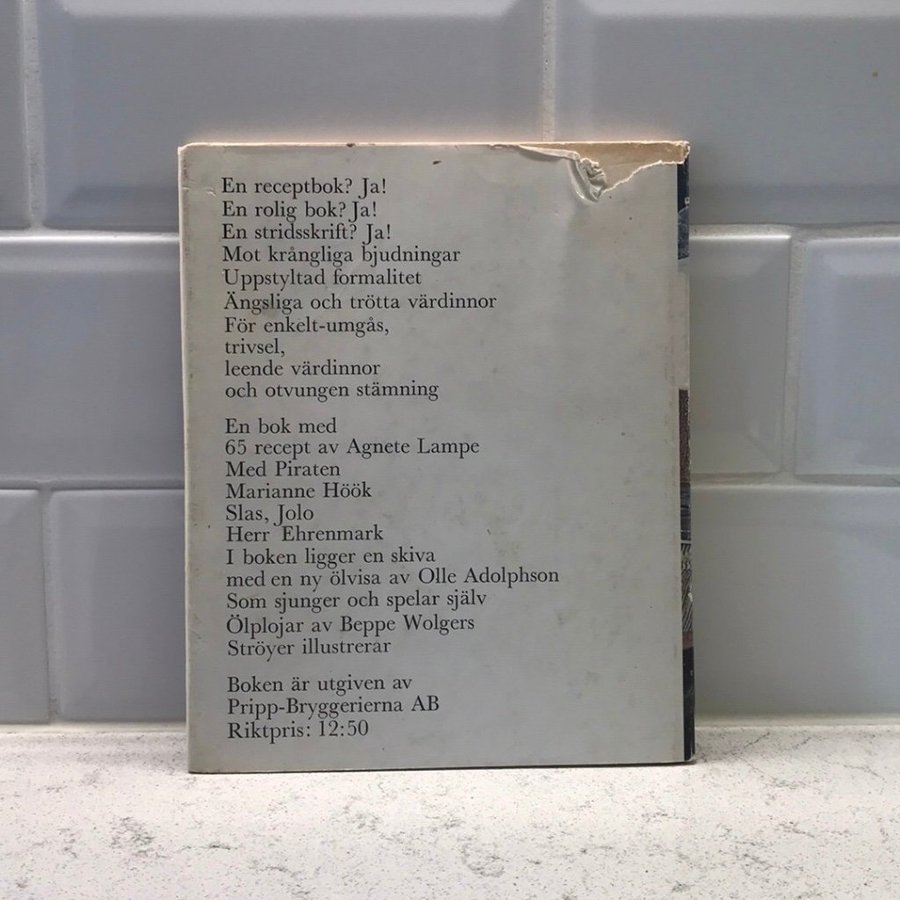 En receptbok? Ja!
En rolig bok? Ja!
En stridsskrift? Ja!
Mot krångliga bjudningar
Uppstyltad formalitet
Ängsliga och trötta värdinnor
För enkelt-umgås,
trivsel,
leende värdinnor
och otvungen stämning
En bok med
65 recept av Agnete Lampe
Med Piraten
Marianne Höök
Slas, Jolo
Herr Ehrenmark
I boken ligger en skiva
med en ny ölvisa av Olle Adolphson
Som sjunger och spelar själv
Ölplojar av Beppe Wolgers
Ströyer illustrerar
Boken är utgiven av
Pripp-Bryggerierna AB
Riktpris: 12:50